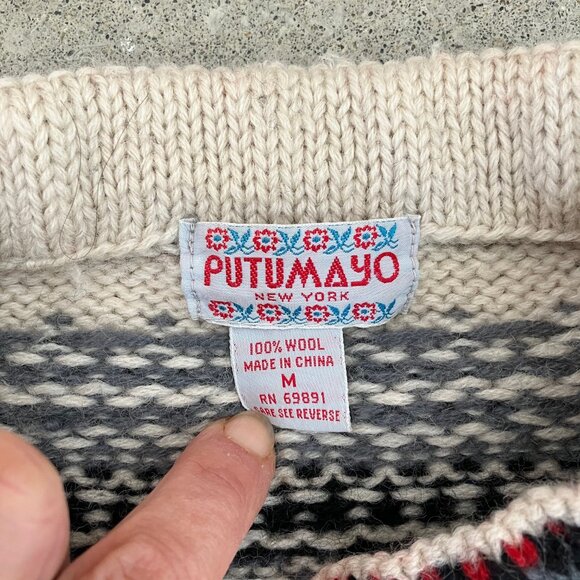 PUTUMAYO
NEW YORK
100% WOOL
MADE IN CHINA
M
RN 69891
CARE SEE REVERSE